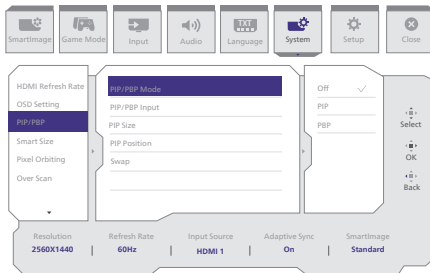 SmartImage
Game Mode
Input
Audio
TXT
Language
System
Setup
Close
HDMI Refresh Rate
OSD Setting
PIP/PBP
Smart Size
Pixel Orbiting
Over Scan
PIP/PBP Mode
PIP/PBP Input
PIP Size
PIP Position
Swap
Off
PIP
PBP
Select
OK
Back
Resolution
2560X1440
Refresh Rate
60Hz
Input Source
HDMI 1
Adaptive Sync
On
SmartImage
Standard